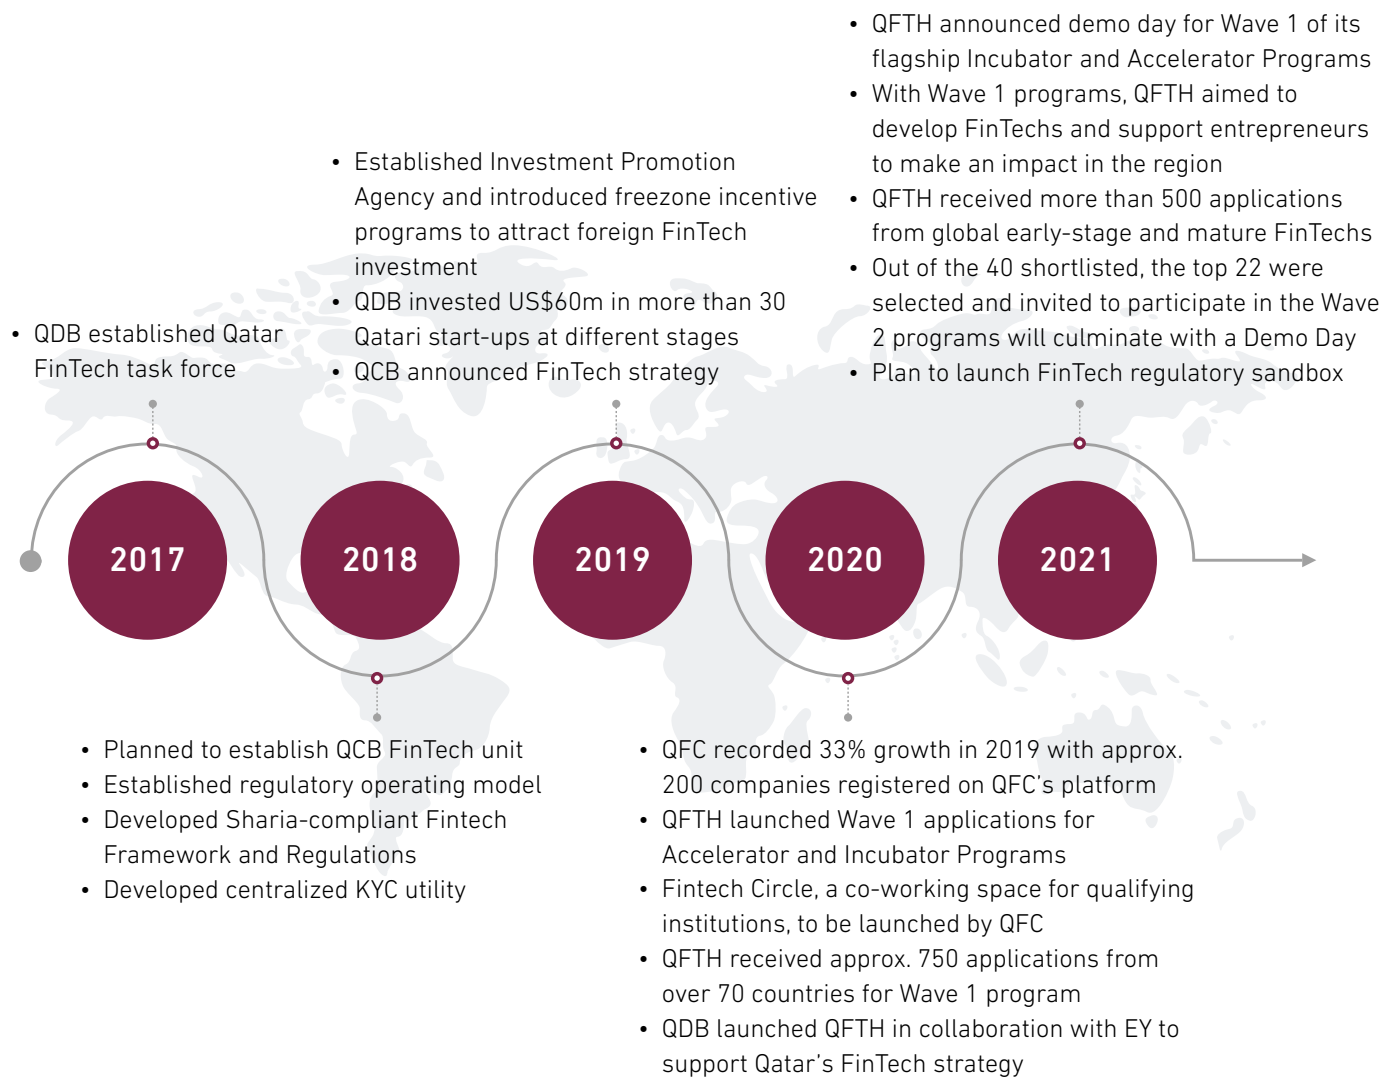 • QDB established Qatar
FinTech task force
• Established Investment Promotion
Agency and introduced freezone incentive
programs to attract foreign FinTech
investment
• QDB invested US$60m in more than 30
Qatari start-ups at different stages
• QCB announced FinTech strategy
• QFTH announced demo day for Wave 1 of its
flagship Incubator and Accelerator Programs
• With Wave 1 programs, QFTH aimed to
develop FinTechs and support entrepreneurs
to make an impact in the region
• QFTH received more than 500 applications
from global early-stage and mature FinTechs
• Out of the 40 shortlisted, the top 22 were
selected and invited to participate in the Wave
2 programs will culminate with a Demo Day
• Plan to launch FinTech regulatory sandbox
2017
2018
2019
2020
2021
• Planned to establish QCB FinTech unit
• Established regulatory operating model
• Developed Sharia-compliant Fintech
Framework and Regulations
• Developed centralized KYC utility
• QFC recorded 33% growth in 2019 with approx.
200 companies registered on QFC’s platform
• QFTH launched Wave 1 applications for
Accelerator and Incubator Programs
• Fintech Circle, a co-working space for qualifying
institutions, to be launched by QFC
• QFTH received approx. 750 applications from
over 70 countries for Wave 1 program
• QDB launched QFTH in collaboration with EY to
support Qatar’s FinTech strategy